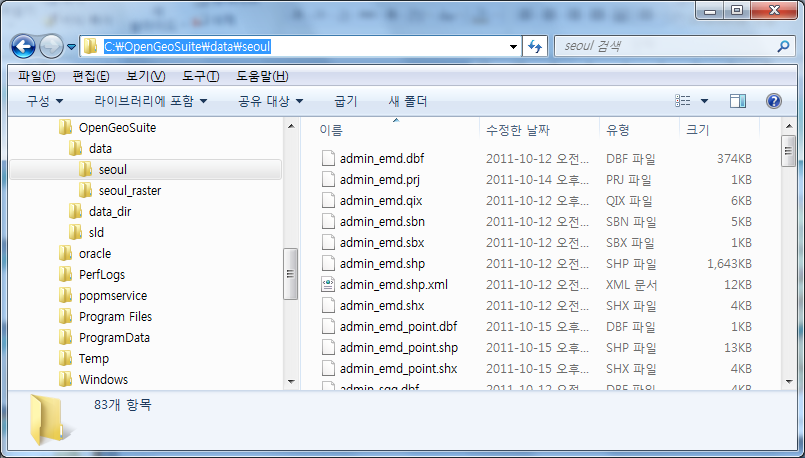 C:\OpenGeoSuite\data\seoul
seoul 검색
파일(F) 편집(E) 보기(V) 도구(T) 도움말(H)
구성 라이브러리에 포함 공유 대상 굽기 새 폴더
OpenGeoSuite
data
seoul
seoul_raster
data_dir
sld
oracle
PerfLogs
popmservice
Program Files
ProgramData
Temp
Windows
이름 수정한 날짜 유형 크기
admin_emd.dbf 2011-10-12 오전... DBF 파일 374KB
admin_emd.prj 2011-10-14 오후... PRJ 파일 1KB
admin_emd.qix 2011-10-12 오전... QIX 파일 6KB
admin_emd.sbn 2011-10-12 오전... SBN 파일 5KB
admin_emd.sbx 2011-10-12 오전... SBX 파일 1KB
admin_emd.shp 2011-10-12 오전... SHP 파일 1,643KB
admin_emd.shp.xml 2011-10-12 오전... XML 문서 12KB
admin_emd.shx 2011-10-12 오전... SHX 파일 4KB
admin_emd_point.dbf 2011-10-15 오후... DBF 파일 1KB
admin_emd_point.shp 2011-10-15 오후... SHP 파일 13KB
admin_emd_point.shx 2011-10-15 오후... SHX 파일 4KB
admin_sgg.dbf 2011-10-12 오전... DBF 파일 4KB
83개 항목